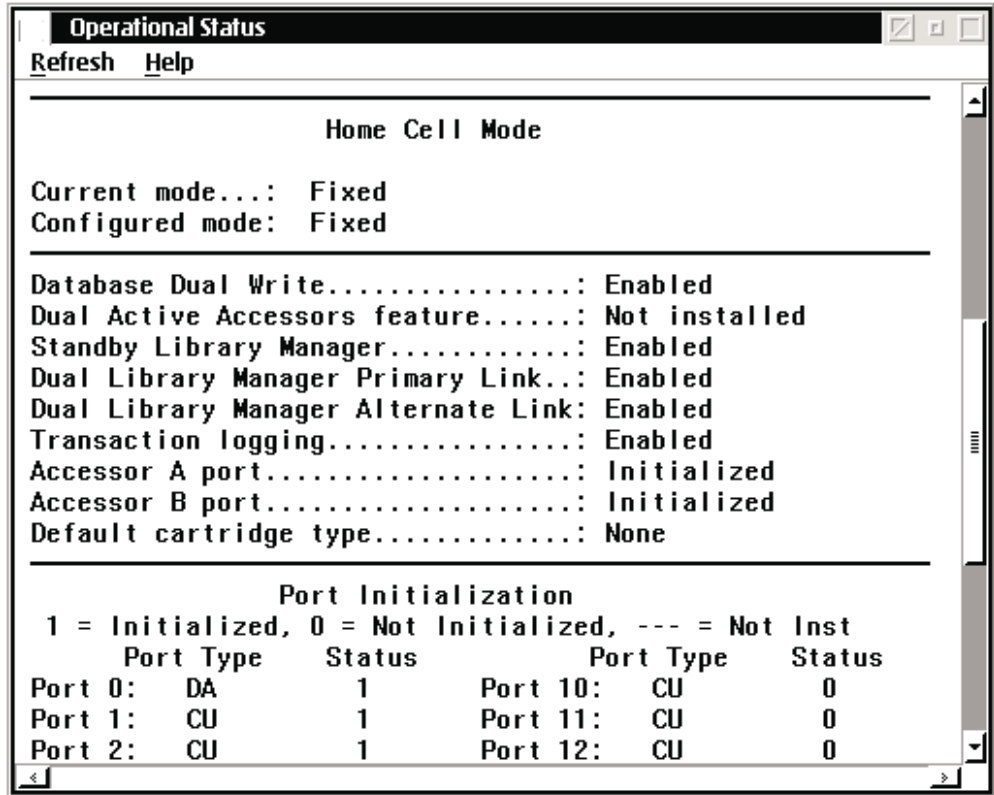 Operational Status
Refresh Help
Home Cell Mode
Current mode...: Fixed
Configured mode: Fixed
Database Dual Write................: Enabled
Dual Active Accessors feature......: Not installed
Standby Library Manager............: Enabled
Dual Library Manager Primary Link..: Enabled
Dual Library Manager Alternate Link: Enabled
Transaction logging................: Enabled
Accessor A port....................: Initialized
Accessor B port....................: Initialized
Default cartridge type.............: None
Port Initialization
1 = Initialized, 0 = Not Initialized, --- = Not Inst
Port Type Status Port Type Status
Port 0: DA 1 Port 10: CU 0
Port 1: CU 1 Port 11: CU 0
Port 2: CU 1 Port 12: CU 0